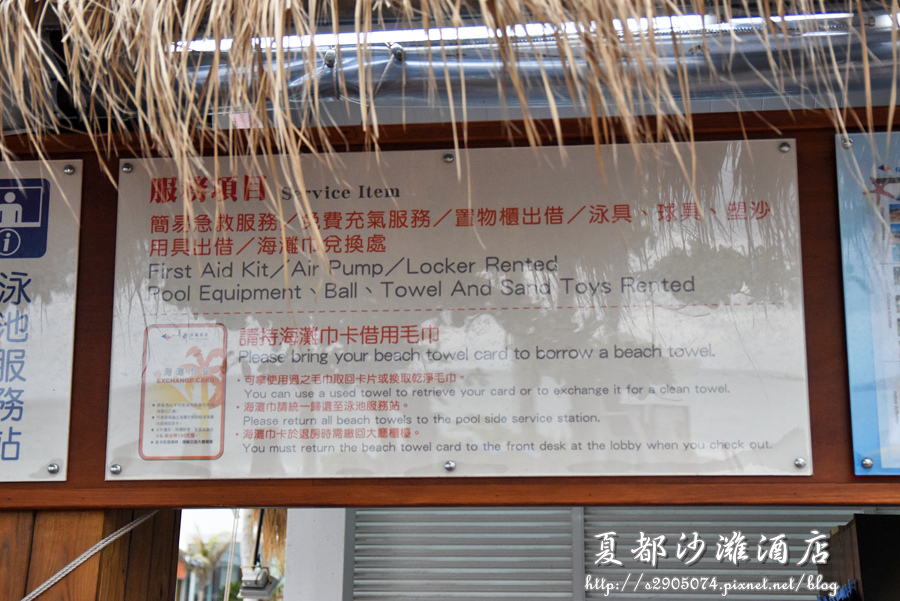 服務項目 Service Item
簡易急救服務／免費充氣服務／置物櫃出借／泳具、球具、塑沙
用具出借／海灘巾兌換處
First Aid Kit／Air Pump／Locker Rented
Pool Equipment、Ball、Towel And Sand Toys Rented
請持海灘巾卡借用毛巾
Please bring your beach towel card to borrow a beach towel.
・可拿使用過之毛巾取回卡片或換取乾淨毛巾。
You can use a used towel to retrieve your card or to exchange it for a clean towel.
・海灘巾請統一歸還至泳池服務站。
Please return all beach towels to the pool side service station.
・海灘巾卡於退房時需繳回大廳櫃檯。
You must return the beach towel card to the front desk at the lobby when you check out.
EXCHANGE CARD
泳池服務站
夏都沙灘酒店
http://s2905074.pixnet.net/blog